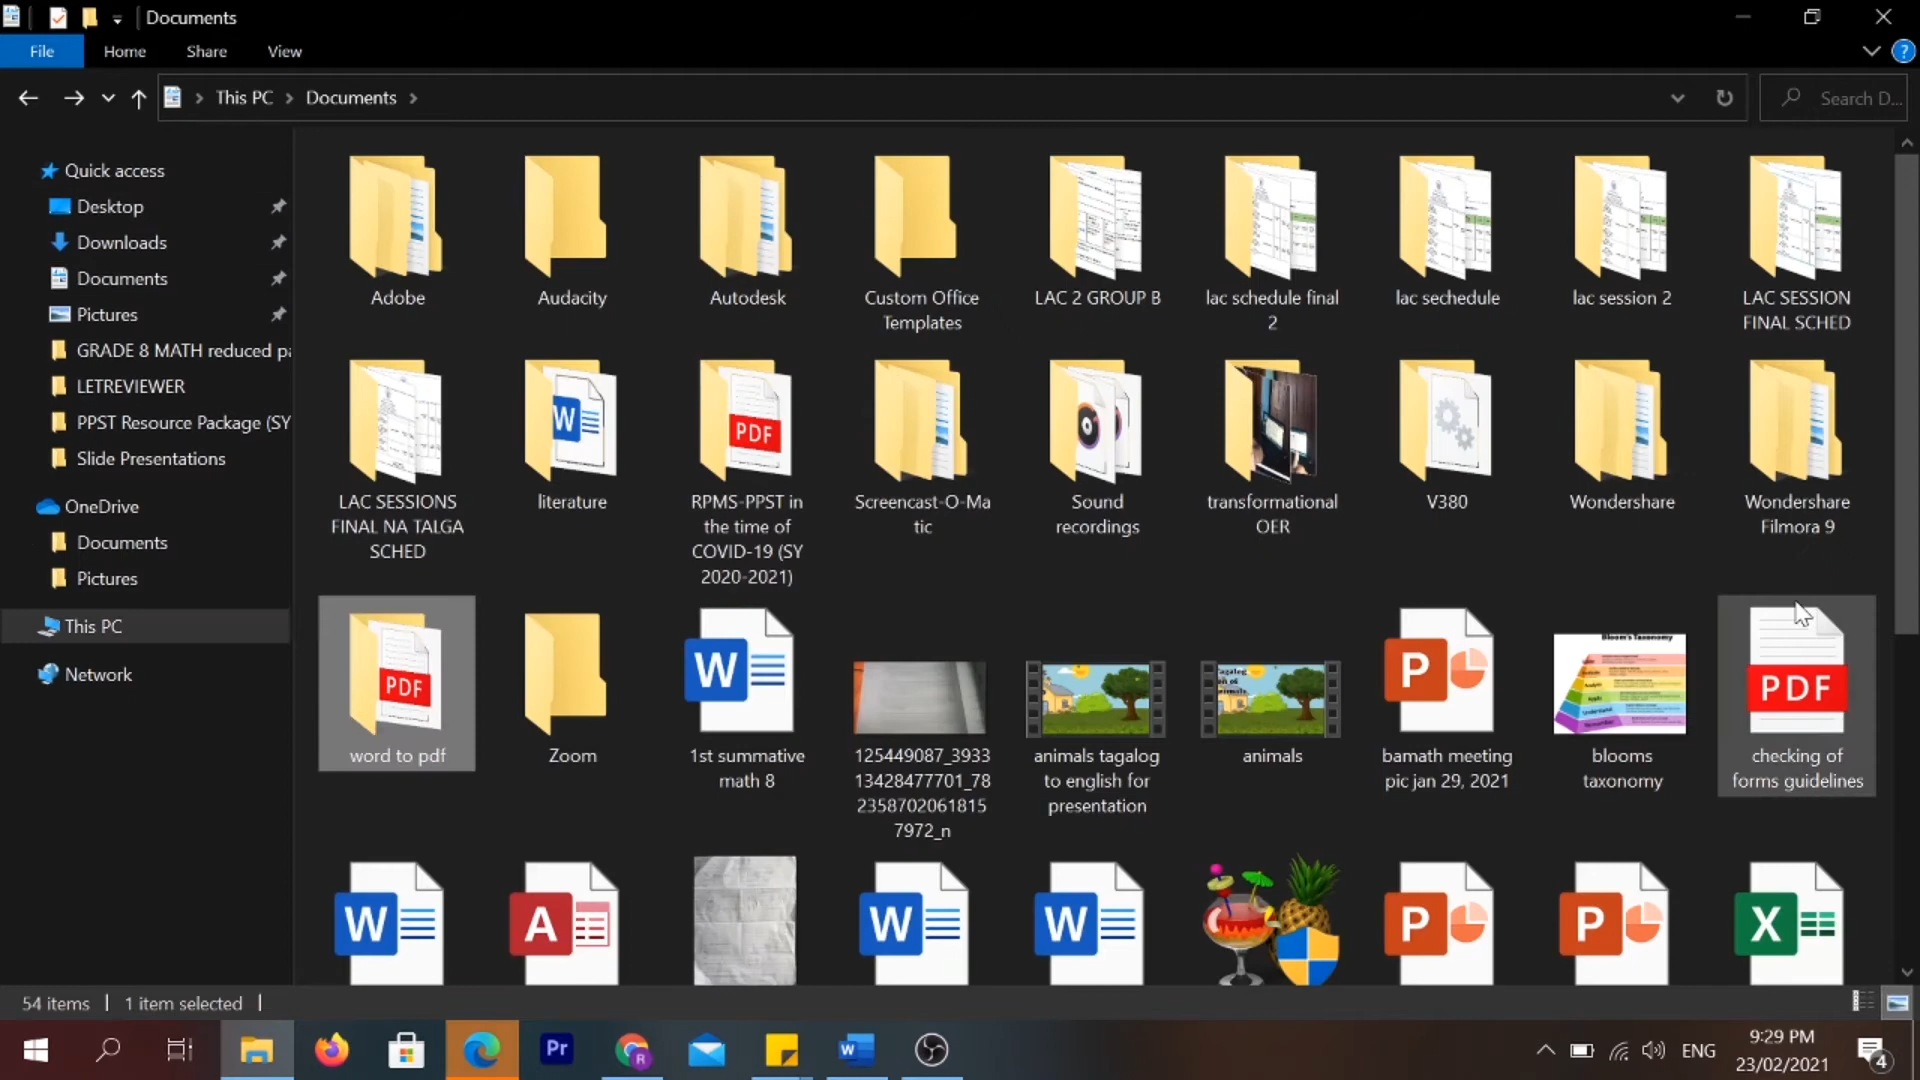 Documents
File
Home
Share
View
This PC
Documents
Search D...
Quick access
Desktop
Downloads
Documents
Pictures
GRADE 8 MATH reduced pa
LETREVIEWER
PPST Resource Package (SY
Slide Presentations
OneDrive
Documents
Pictures
This PC
Network
Adobe
Audacity
Autodesk
Custom Office
Templates
LAC 2 GROUP B
lac schedule final
2
lac sechedule
lac session 2
LAC SESSION
FINAL SCHED
LAC SESSIONS
FINAL NA TALGA
SCHED
W
literature
PDF
RPMS-PPST in
the time of
COVID-19 (SY
2020-2021)
Screencast-O-Ma
tic
Sound
recordings
transformational
OER
V380
Wondershare
Wondershare
Filmora 9
PDF
word to pdf
Zoom
W
1st summative
math 8
125449087_3933
13428477701_78
2358702061815
7972_n
animals tagalog
to english for
presentation
animals
P
bamath meeting
pic jan 29, 2021
Bloom's Taxonomy
blooms
taxonomy
PDF
checking of
forms guidelines
W
A
W
W
P
P
X
54 items
1 item selected
Pr
R
W
ENG
9:29 PM
23/02/2021
4